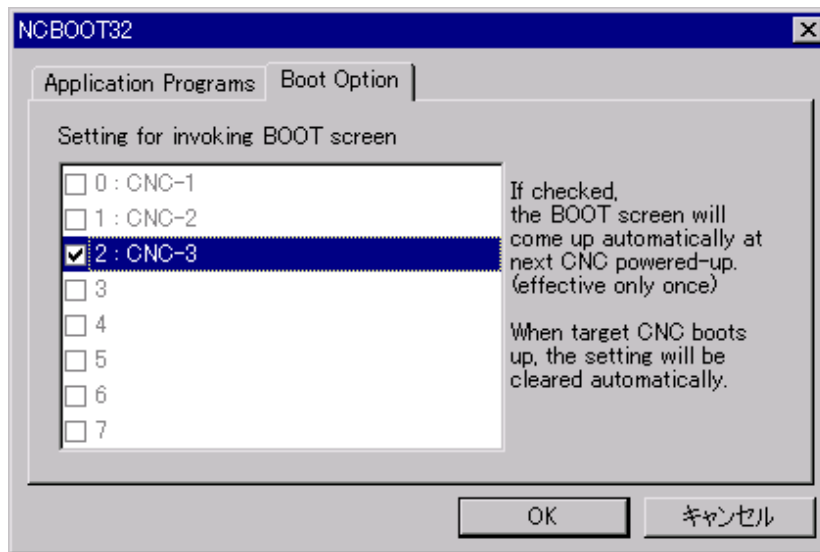 NCBOOT32
Application Programs
Boot Option
Setting for invoking BOOT screen
0 : CNC-1
1 : CNC-2
2 : CNC-3
3
4
5
6
7
If checked,
the BOOT screen will
come up automatically at
next CNC powered-up.
(effective only once)
When target CNC boots
up, the setting will be
cleared automatically.
OK
キャンセル